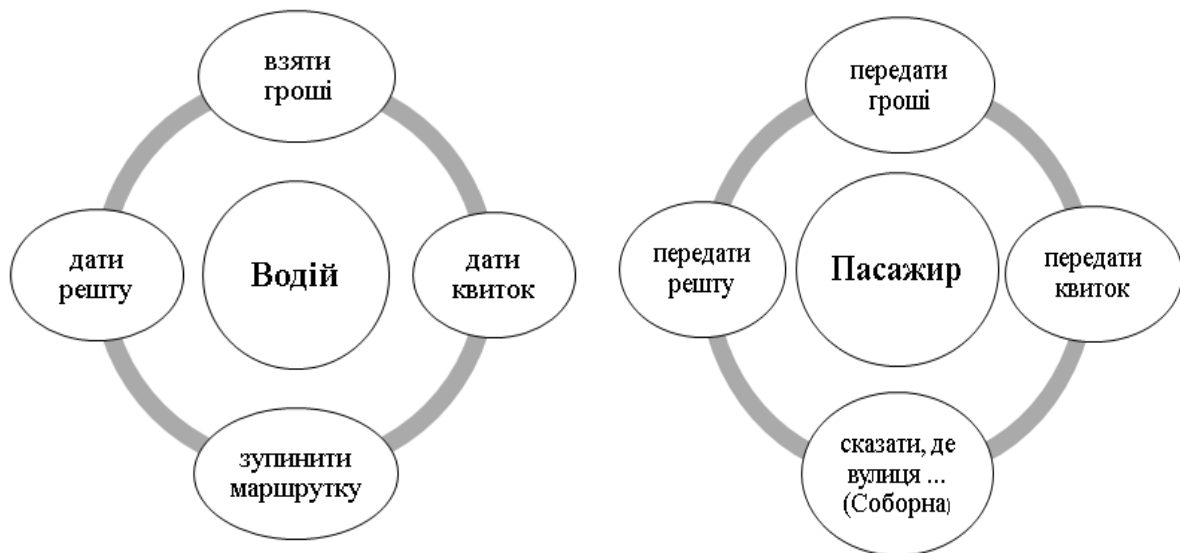 взяти
гроші
дати
решту
Водій
дати
квиток
зупинити
маршрутку
передати
гроші
передати
решту
Пасажир
передати
квиток
сказати, де
вулиця ...
(Соборна)